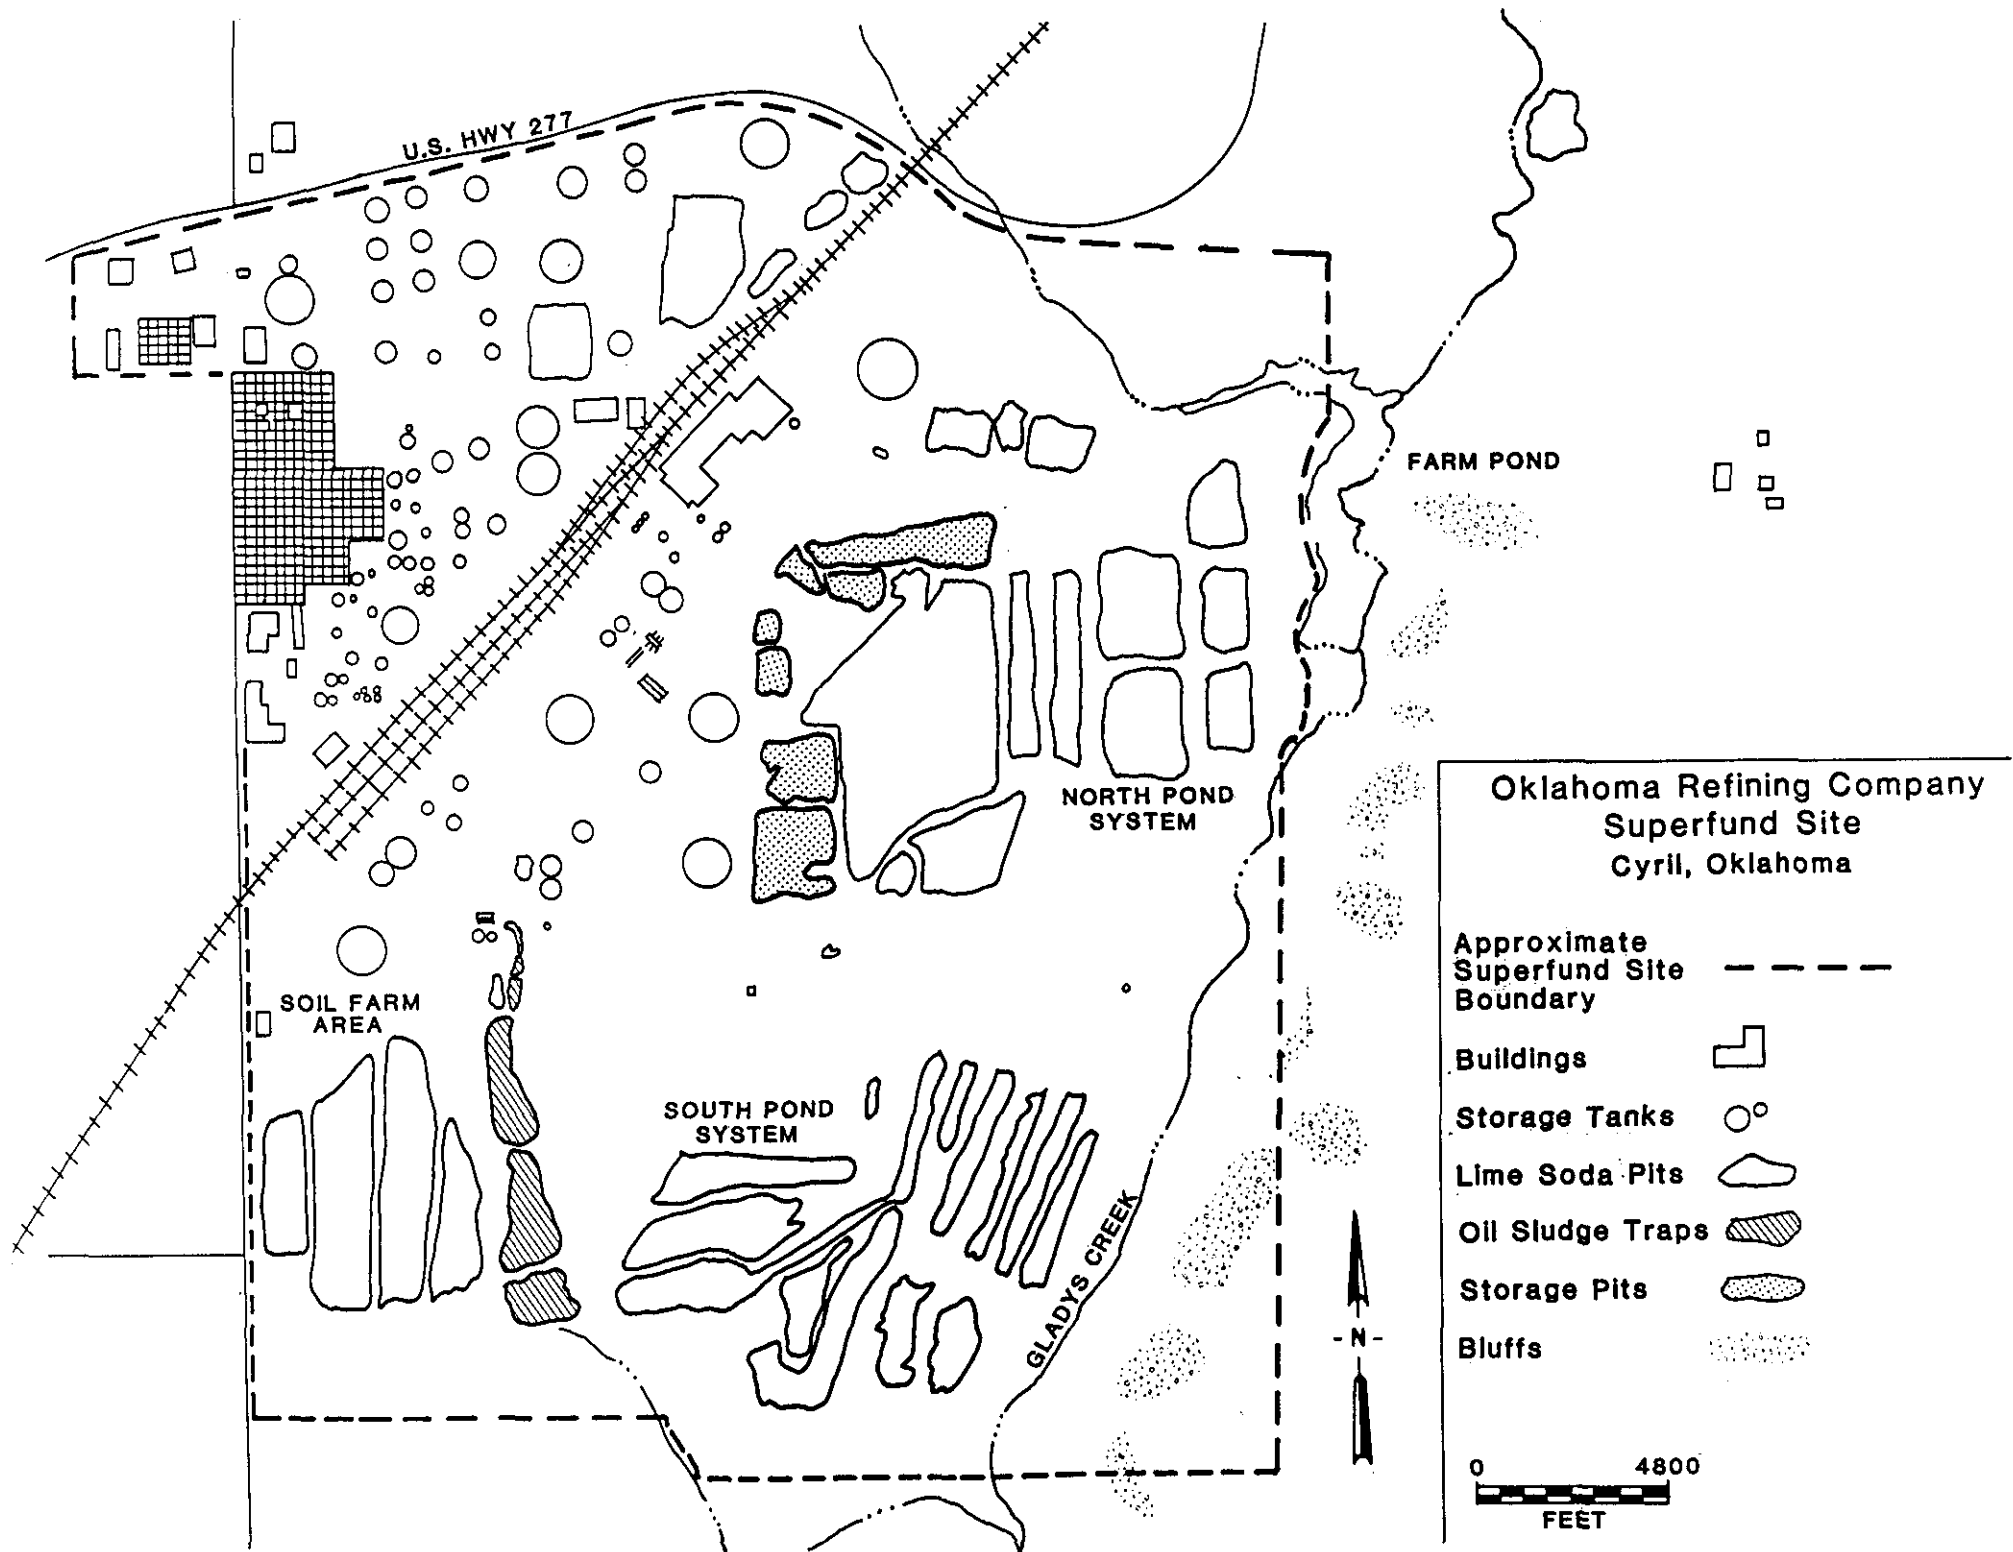 U.S. HWY 277
FARM POND
NORTH POND
SYSTEM
SOIL FARM
AREA
SOUTH POND
SYSTEM
GLADYS CREEK
Oklahoma Refining Company
Superfund Site
Cyril, Oklahoma
Approximate
Superfund Site
Boundary
Buildings
Storage Tanks
Lime Soda Pits
Oil Sludge Traps
Storage Pits
Bluffs
-N-
0 4800
FEET